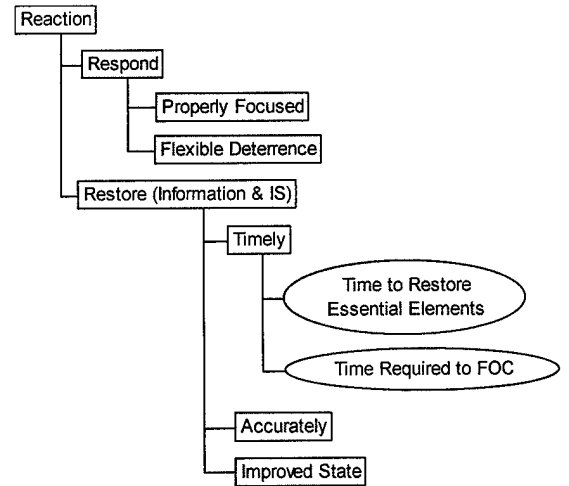 Reaction
Respond
Properly Focused
Flexible Deterrence
Restore (Information & IS)
Timely
Time to Restore
Essential Elements
Time Required to FOC
Accurately
Improved State